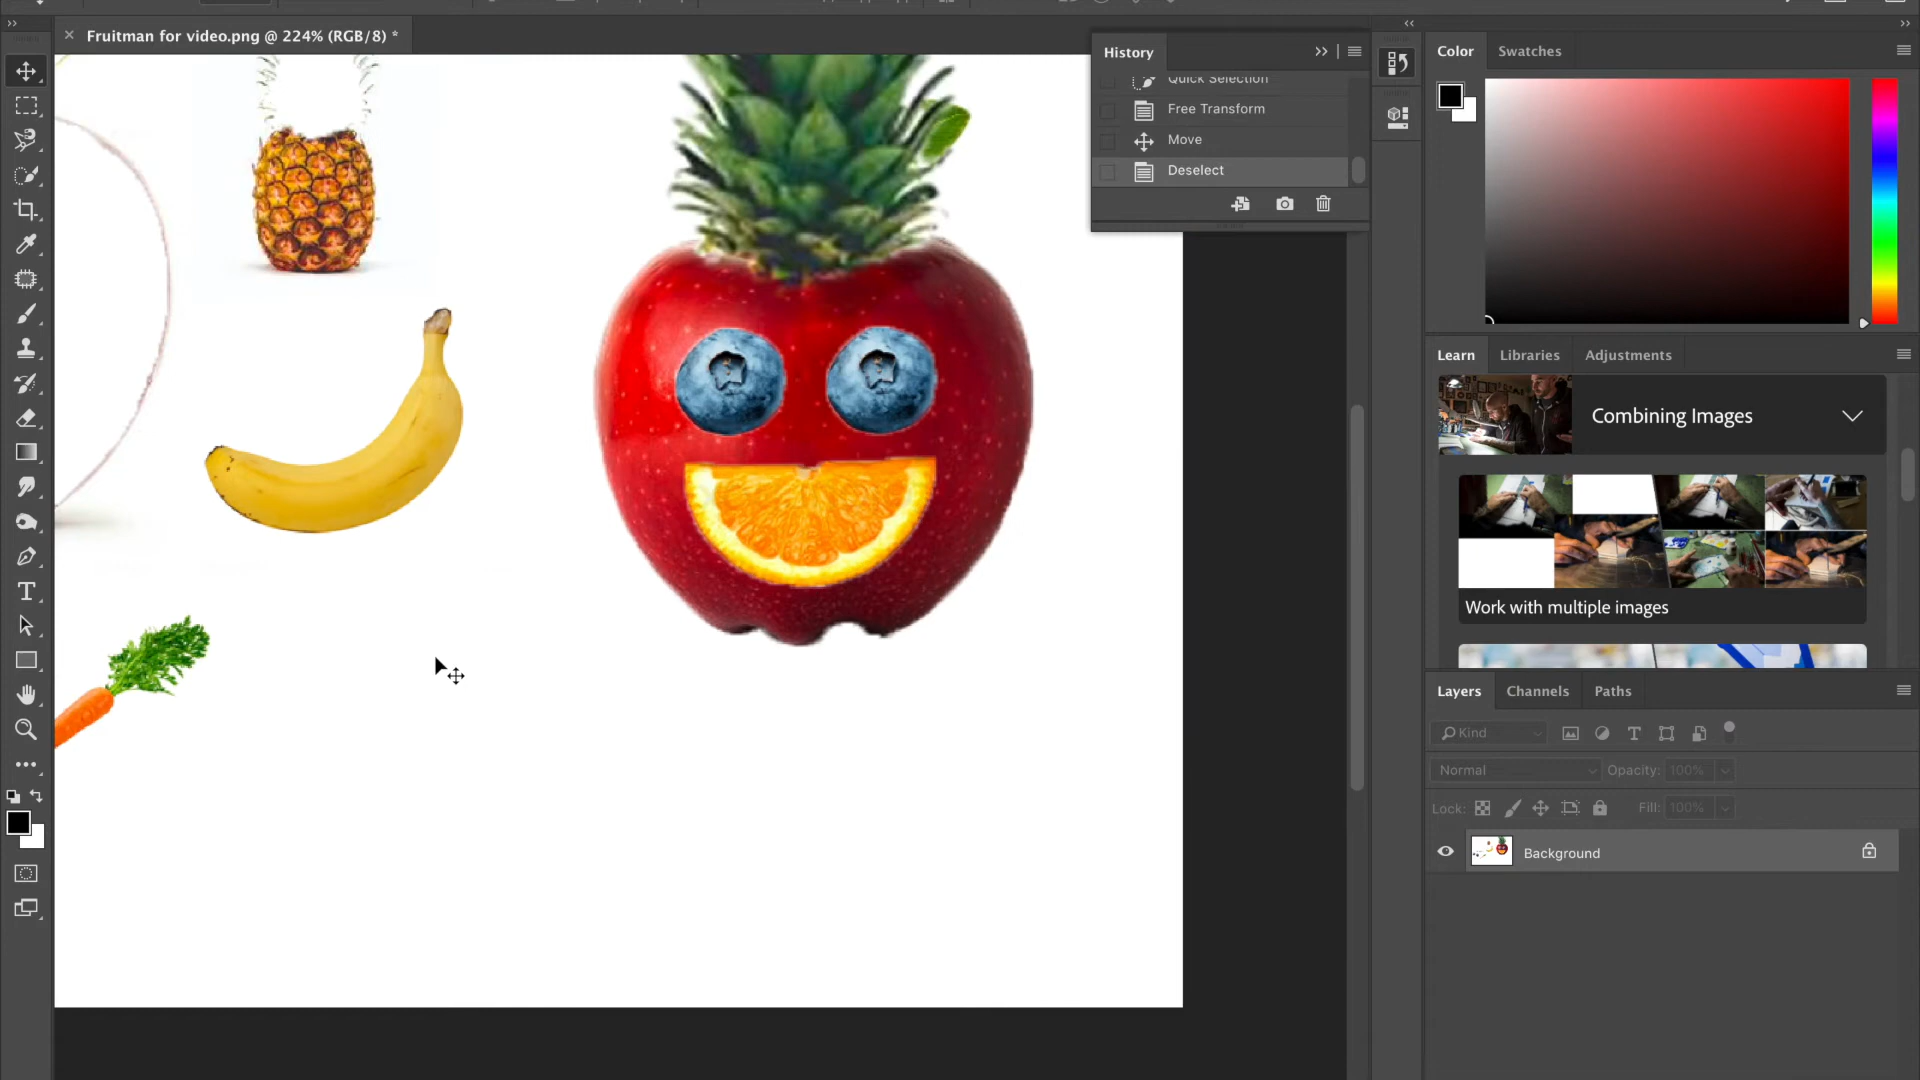 Fruitman for video.png @ 224% (RGB/8) *
History
Quick Selection
Free Transform
Move
Deselect
Color
Swatches
Learn
Libraries
Adjustments
Combining Images
Work with multiple images
Layers
Channels
Paths
Kind
Normal
Opacity:
100%
Lock:
Fill:
100%
Background